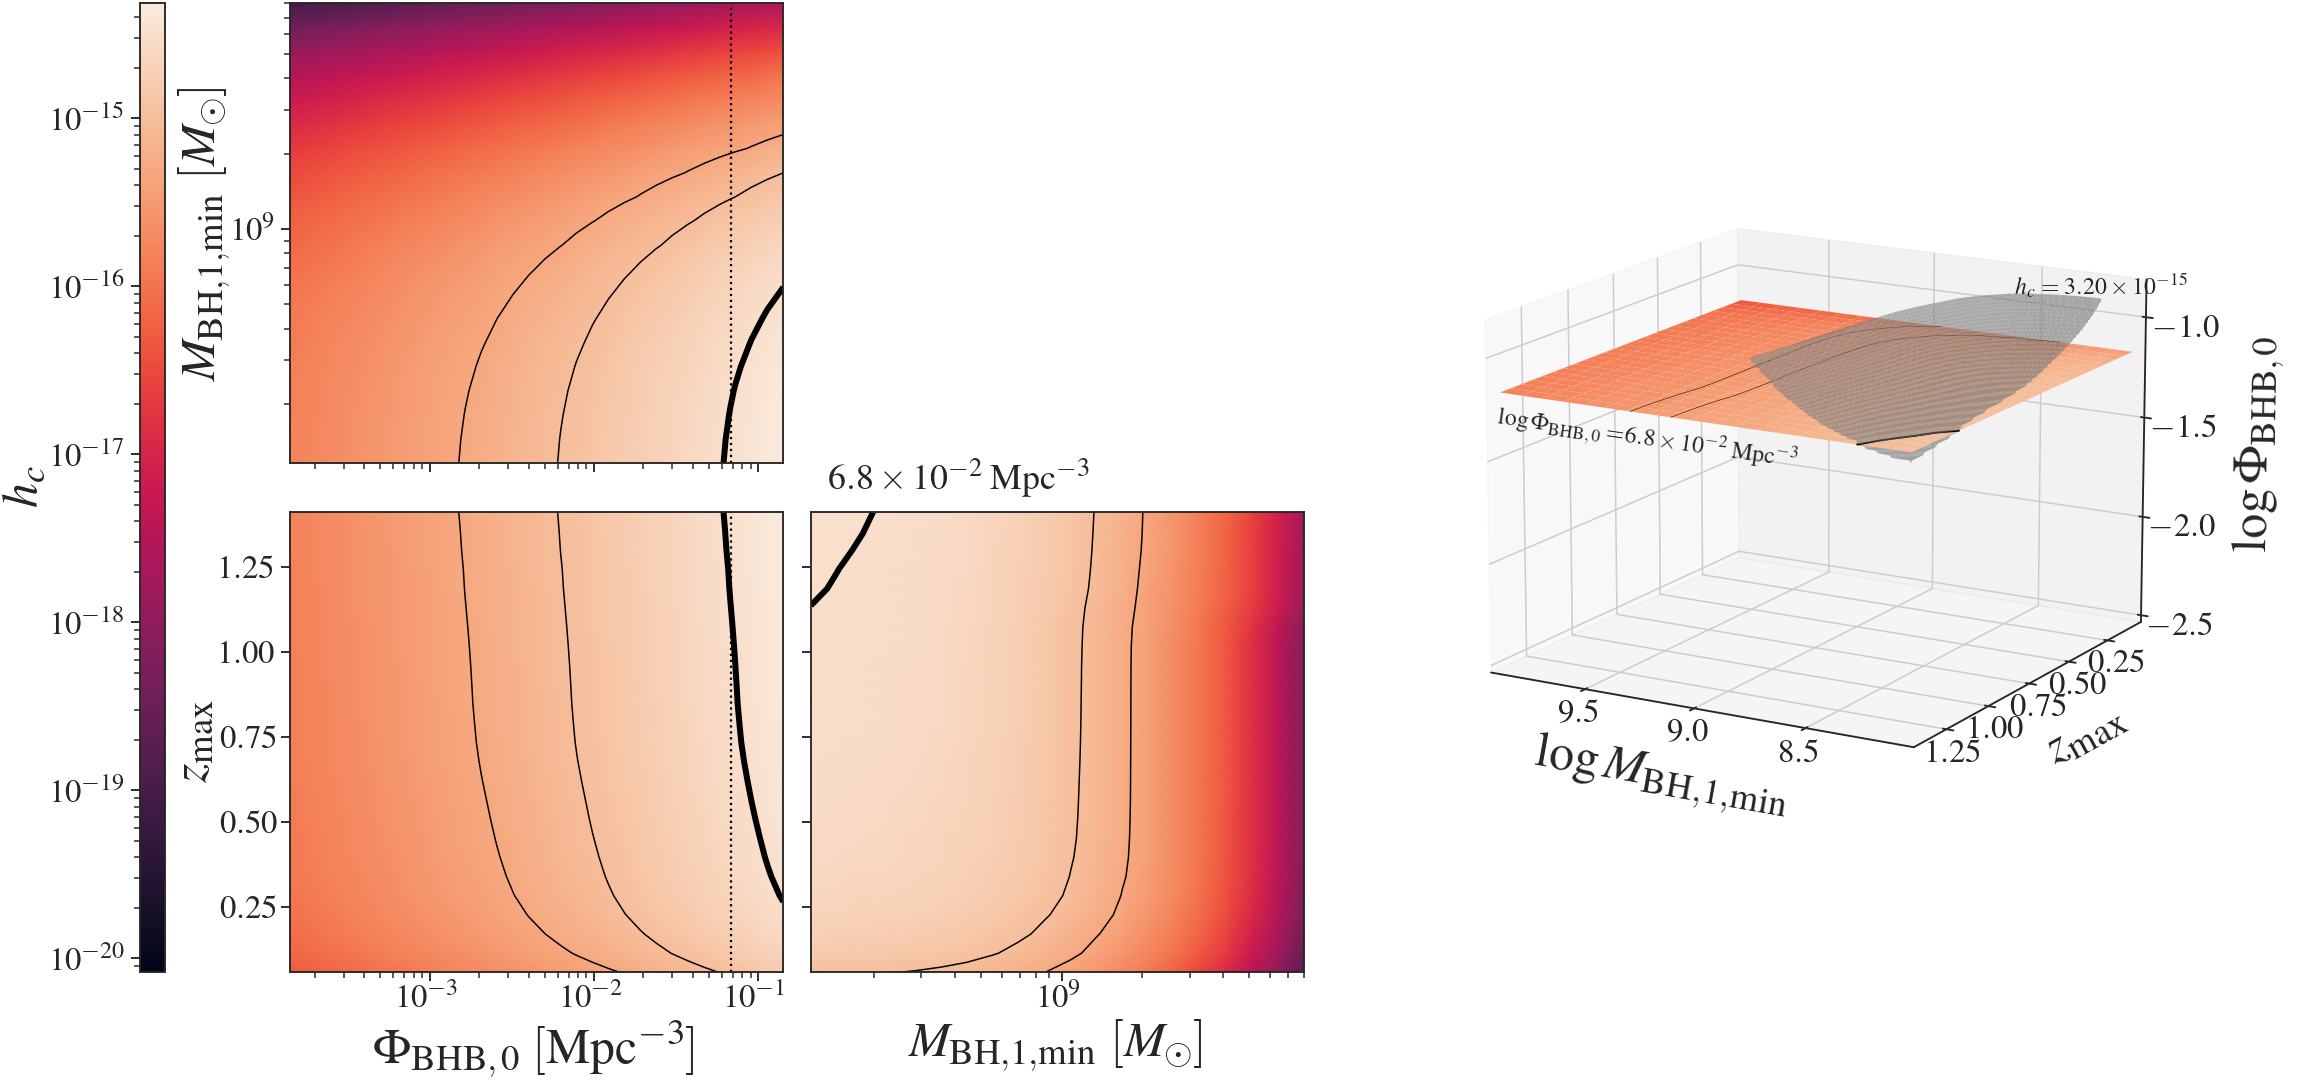 h_c
10^{-15}
10^{-16}
10^{-17}
10^{-18}
10^{-19}
10^{-20}
M_{BH,1,min} [M_☉]
10^9
z_{max}
1.25
1.00
0.75
0.50
0.25
10^{-3} 10^{-2} 10^{-1}
Φ_{BHB,0} [Mpc^{-3}]
6.8 × 10^{-2} Mpc^{-3}
10^9
M_{BH,1,min} [M_☉]
h_c = 3.20 × 10^{-15}
log Φ_{BHB,0} = 6.8 × 10^{-2} Mpc^{-3}
−1.0
−1.5
−2.0
−2.5
log Φ_{BHB,0}
0.25
0.50
0.75
1.00
1.25
z_{max}
9.5 9.0 8.5
log M_{BH,1,min}